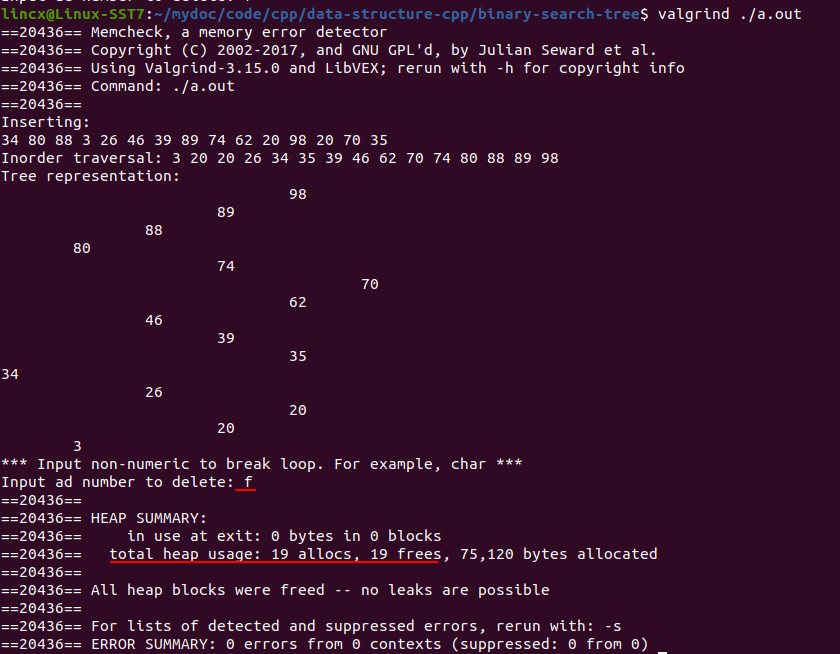 lincx@Linux-SST7:~/mydoc/code/cpp/data-structure-cpp/binary-search-tree$ valgrind ./a.out
==20436== Memcheck, a memory error detector
==20436== Copyright (C) 2002-2017, and GNU GPL'd, by Julian Seward et al.
==20436== Using Valgrind-3.15.0 and LibVEX; rerun with -h for copyright info
==20436== Command: ./a.out
==20436==
Inserting:
34 80 88 3 26 46 39 89 74 62 20 98 20 70 35
Inorder traversal: 3 20 20 26 34 35 39 46 62 70 74 80 88 89 98
Tree representation:
98
89
88
80
74
70
62
46
39
35
34
26
20
20
3
*** Input non-numeric to break loop. For example, char ***
Input ad number to delete: f
==20436==
==20436== HEAP SUMMARY:
==20436==     in use at exit: 0 bytes in 0 blocks
==20436==   total heap usage: 19 allocs, 19 frees, 75,120 bytes allocated
==20436==
==20436== All heap blocks were freed -- no leaks are possible
==20436==
==20436== For lists of detected and suppressed errors, rerun with: -s
==20436== ERROR SUMMARY: 0 errors from 0 contexts (suppressed: 0 from 0)